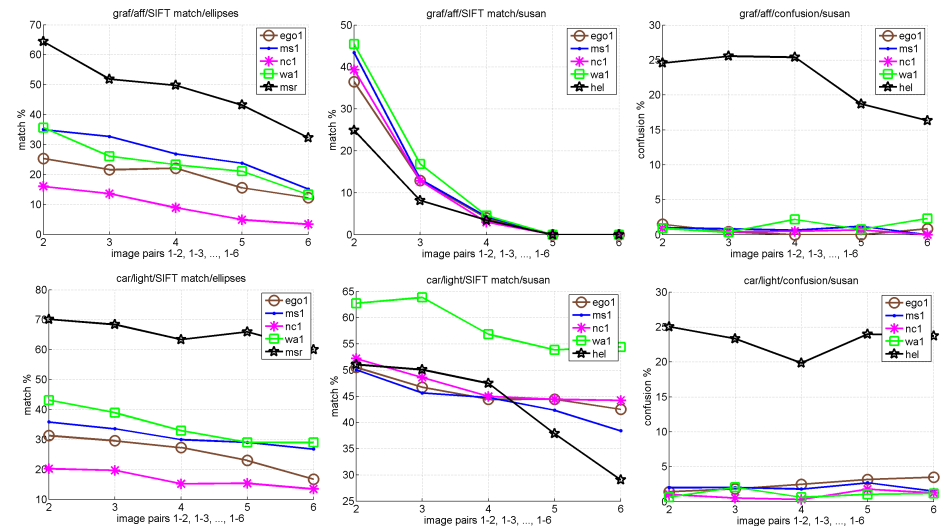 graf/aff/SIFT match/ellipses
70
60
50
40
30
20
10
0
match %
ego1
ms1
nc1
wa1
msr
2 3 4 5 6
image pairs 1-2, 1-3, ..., 1-6
graf/aff/SIFT match/susan
50
40
30
20
10
0
match %
ego1
ms1
nc1
wa1
hel
2 3 4 5 6
image pairs 1-2, 1-3, ..., 1-6
graf/aff/confusion/susan
30
25
20
15
10
5
0
confusion %
ego1
ms1
nc1
wa1
hel
2 3 4 5 6
image pairs 1-2, 1-3, ..., 1-6
car/light/SIFT match/ellipses
80
70
60
50
40
30
20
10
match %
ego1
ms1
nc1
wa1
msr
2 3 4 5 6
image pairs 1-2, 1-3, ..., 1-6
car/light/SIFT match/susan
65
60
55
50
45
40
35
30
25
match %
ego1
ms1
nc1
wa1
hel
2 3 4 5 6
image pairs 1-2, 1-3, ..., 1-6
car/light/confusion/susan
30
25
20
15
10
5
0
confusion %
ego1
ms1
nc1
wa1
hel
2 3 4 5 6
image pairs 1-2, 1-3, ..., 1-6